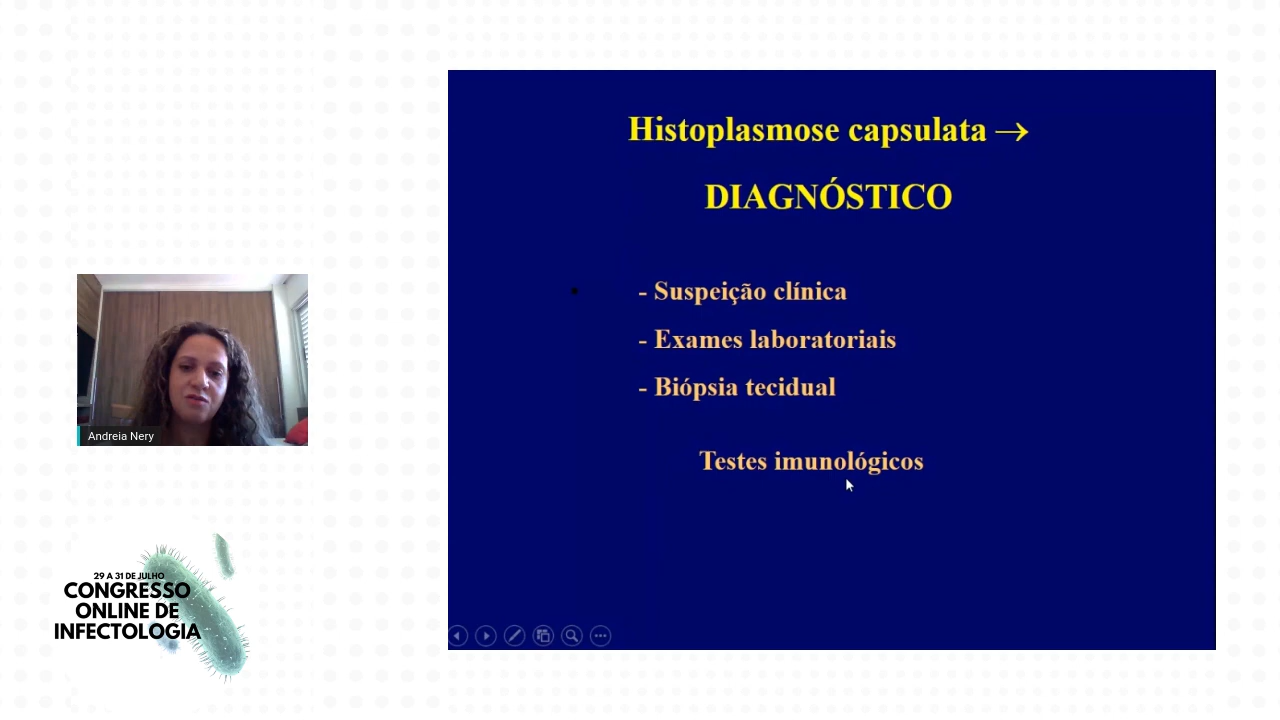 Histoplasmose capsulata →
DIAGNÓSTICO
- Suspeição clínica
- Exames laboratoriais
- Biópsia tecidual
Testes imunológicos
Andreia Nery
29 A 31 DE JULHO
CONGRESSO
ONLINE DE
INFECTOLOGIA